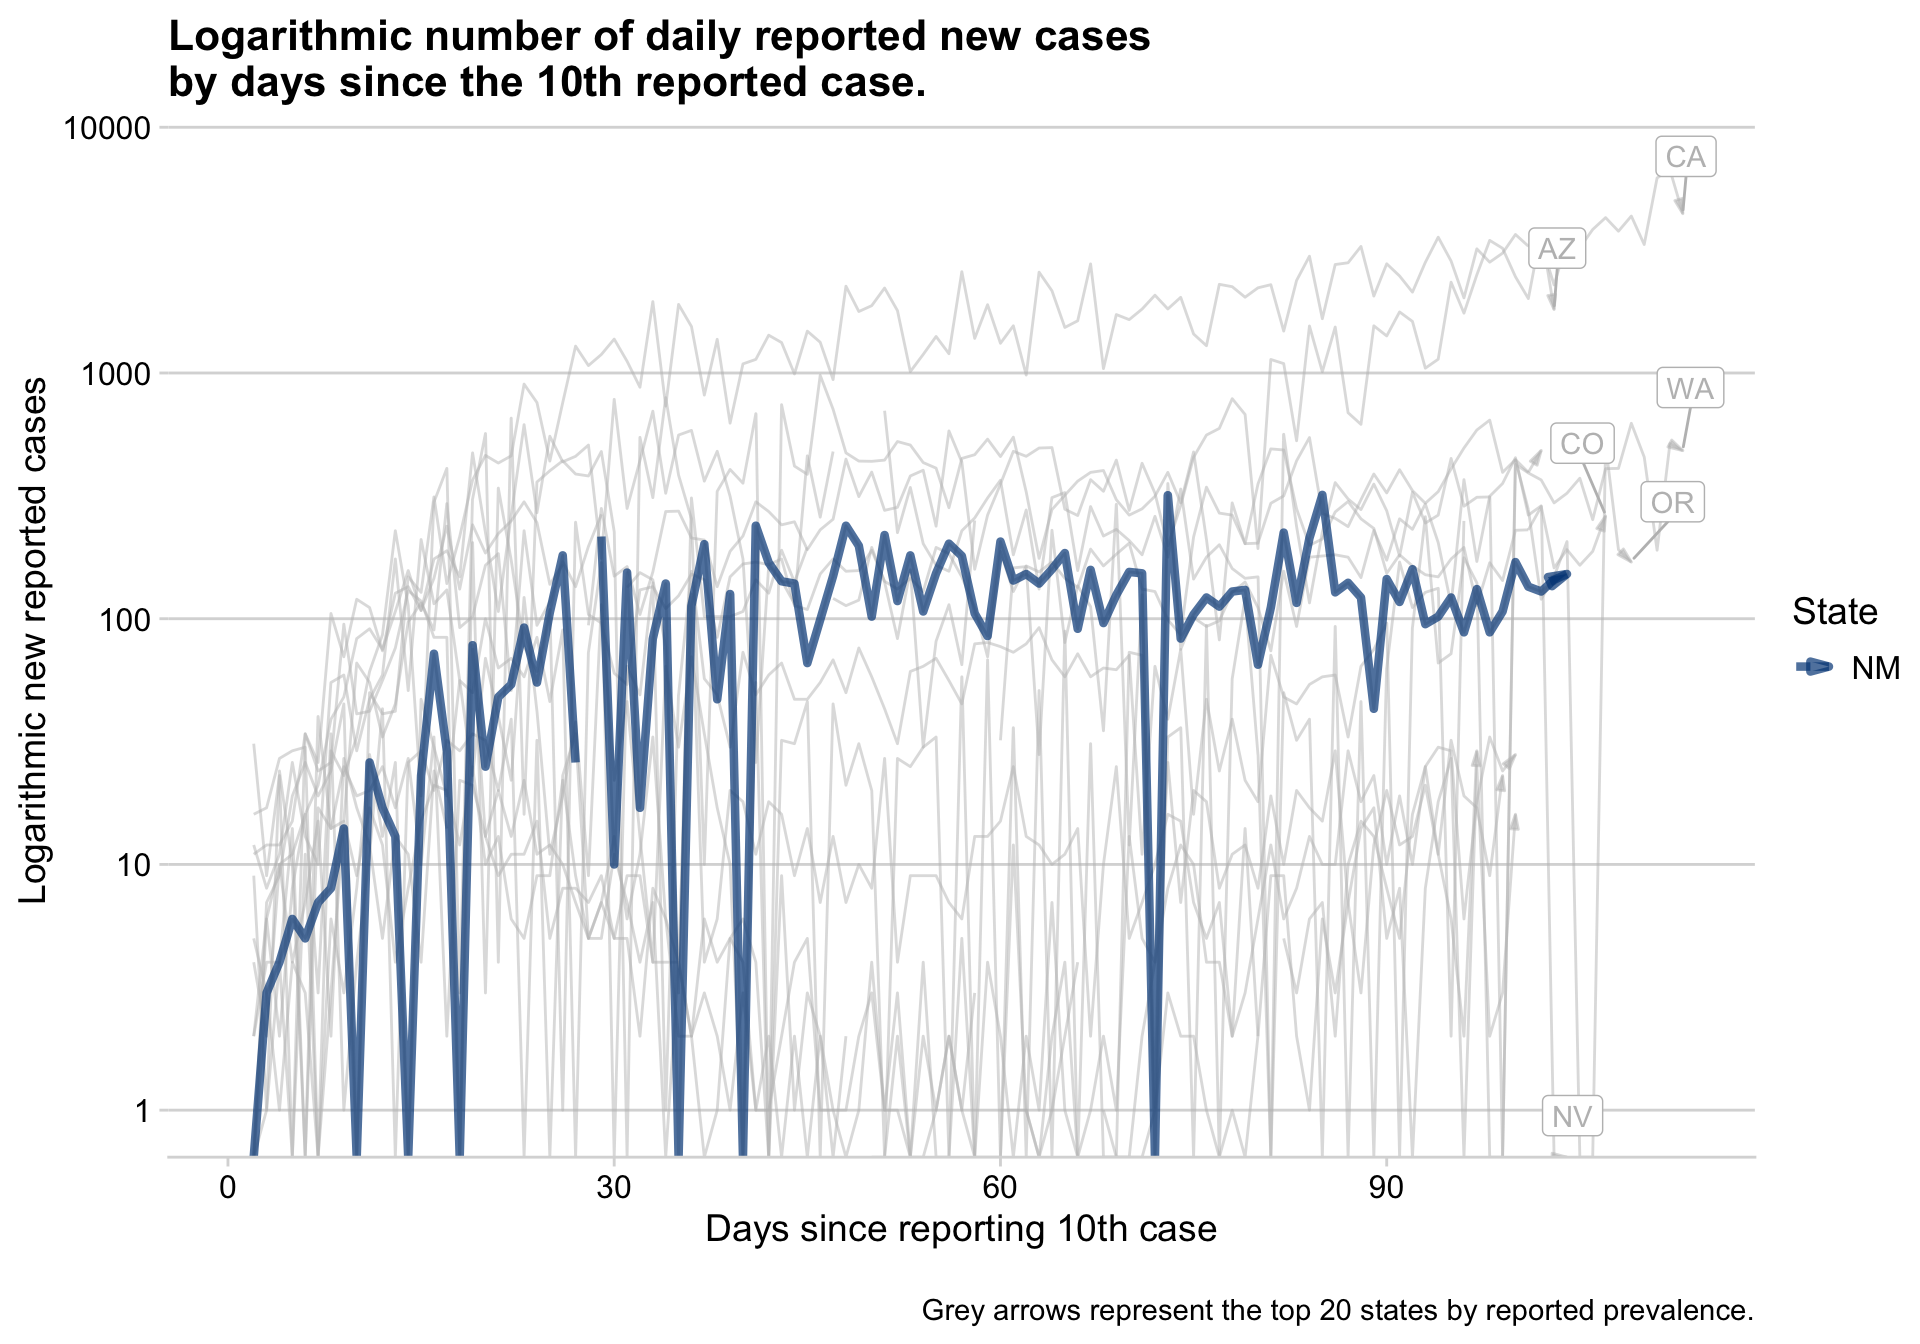 Logarithmic number of daily reported new cases
by days since the 10th reported case.
Logarithmic new reported cases
10000
1000
100
10
1
CA
AZ
WA
CO
OR
NV
State
NM
0
30
60
90
Days since reporting 10th case
Grey arrows represent the top 20 states by reported prevalence.